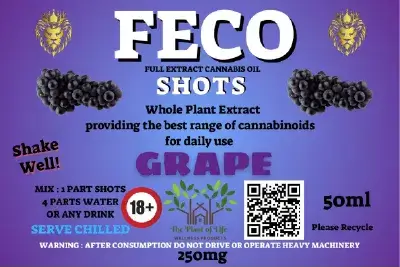 FECO
FULL EXTRACT CANNABIS OIL
SHOTS
Whole Plant Extract
providing the best range of cannabinoids
for daily use
GRAPE
Shake
Well!
MIX : 1 PART SHOTS
4 PARTS WATER
OR ANY DRINK
SERVE CHILLED
18+
The Plant of Life
WELLNESS PRODUCTS
50ml
Please Recycle
WARNING : AFTER CONSUMPTION DO NOT DRIVE OR OPERATE HEAVY MACHINERY
250mg